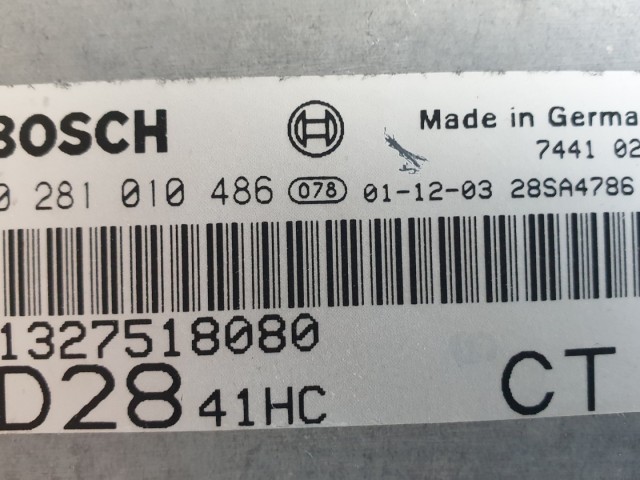 BOSCH Made in Germa
7441 02
0 281 010 486 078 01-12-03 28SA4786
1327518080
D28 41HC CT